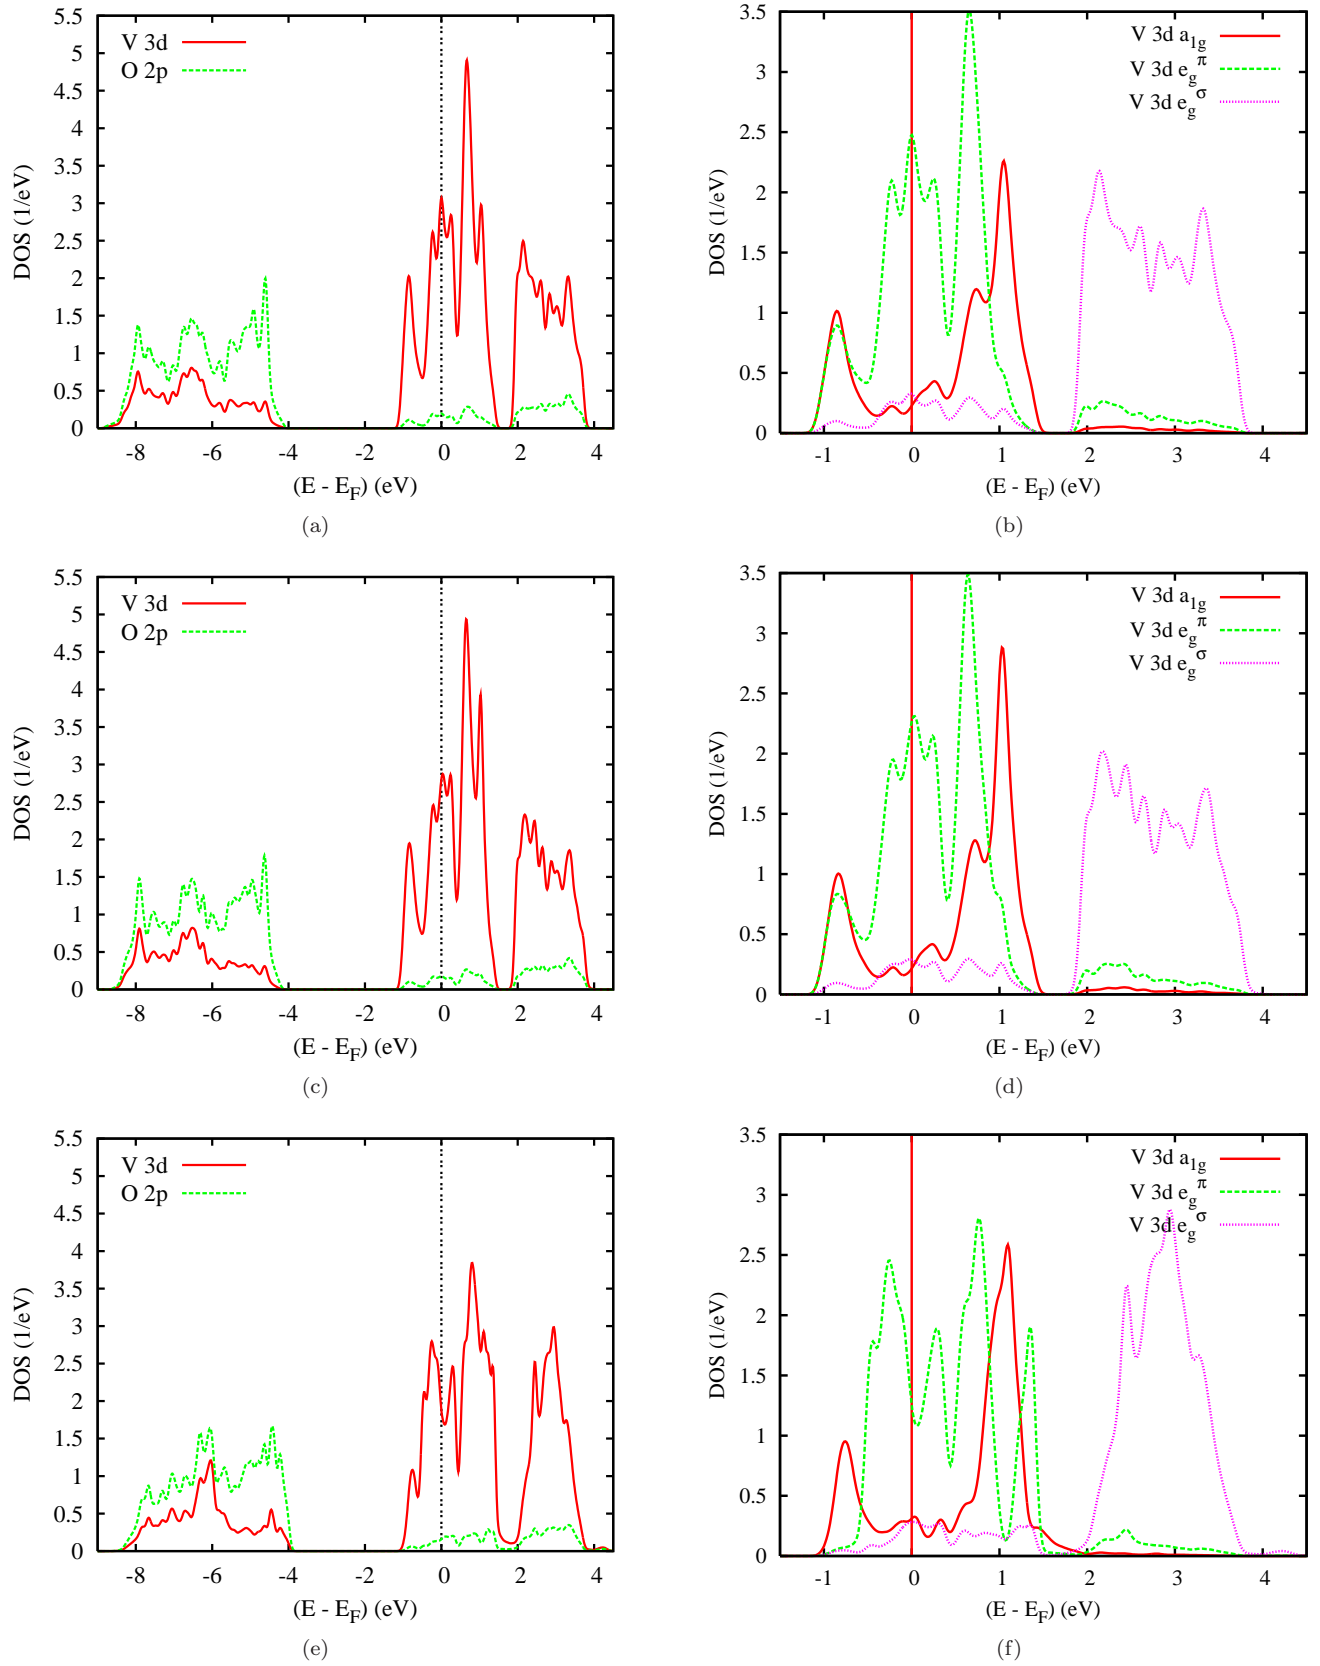 5.5
5
4.5
4
3.5
3
2.5
2
1.5
1
0.5
0
DOS (1/eV)
V 3d
O 2p
-8 -6 -4 -2 0 2 4
(E - E_F) (eV)
(a)
3.5
3
2.5
2
1.5
1
0.5
0
DOS (1/eV)
V 3d a_1g
V 3d e_g^π
V 3d e_g^σ
-1 0 1 2 3 4
(E - E_F) (eV)
(b)
5.5
5
4.5
4
3.5
3
2.5
2
1.5
1
0.5
0
DOS (1/eV)
V 3d
O 2p
-8 -6 -4 -2 0 2 4
(E - E_F) (eV)
(c)
3.5
3
2.5
2
1.5
1
0.5
0
DOS (1/eV)
V 3d a_1g
V 3d e_g^π
V 3d e_g^σ
-1 0 1 2 3 4
(E - E_F) (eV)
(d)
5.5
5
4.5
4
3.5
3
2.5
2
1.5
1
0.5
0
DOS (1/eV)
V 3d
O 2p
-8 -6 -4 -2 0 2 4
(E - E_F) (eV)
(e)
3.5
3
2.5
2
1.5
1
0.5
0
DOS (1/eV)
V 3d a_1g
V 3d e_g^π
V 3d e_g^σ
-1 0 1 2 3 4
(E - E_F) (eV)
(f)